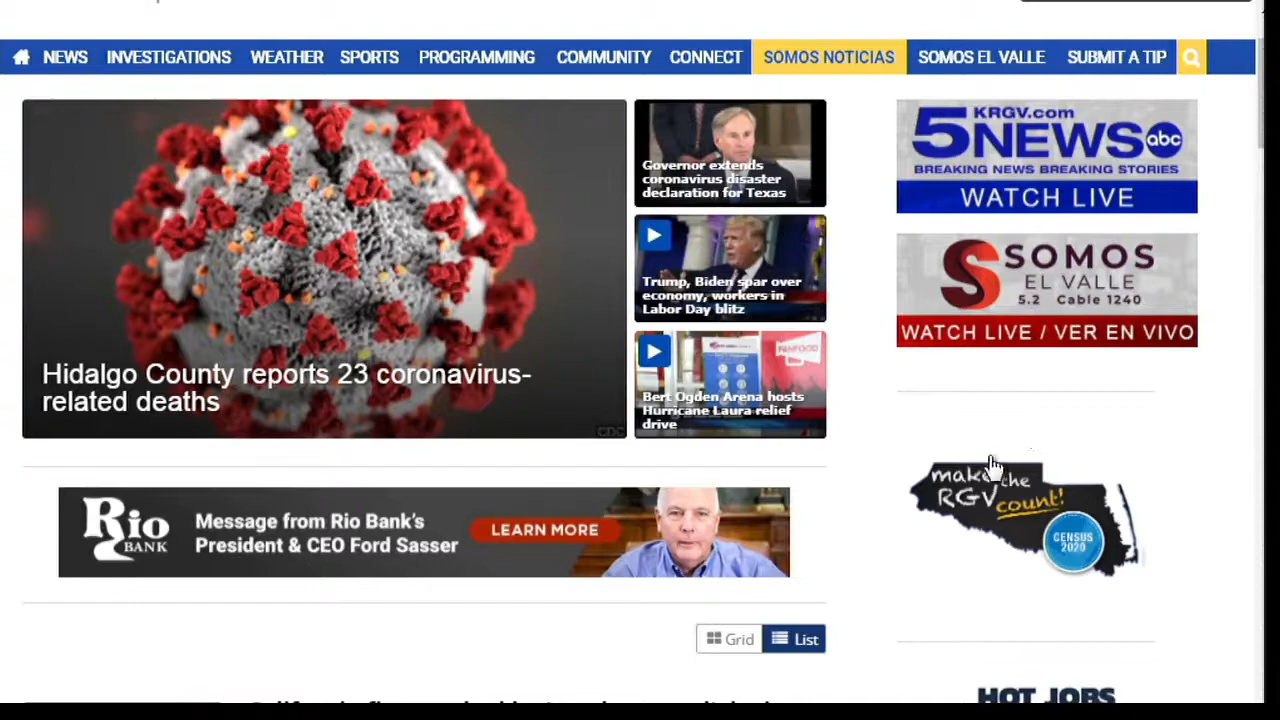 NEWS INVESTIGATIONS WEATHER SPORTS PROGRAMMING COMMUNITY CONNECT SOMOS NOTICIAS SOMOS EL VALLE SUBMIT A TIP
Hidalgo County reports 23 coronavirus-
related deaths
CDC
Governor extends
coronavirus disaster
declaration for Texas
Trump, Biden spar over
economy, workers in
Labor Day blitz
FANFOOD
Bert Ogden Arena hosts
Hurricane Laura relief
drive
KRGV.com
5NEWS abc
BREAKING NEWS BREAKING STORIES
WATCH LIVE
S SOMOS
EL VALLE
5.2 Cable 1240
WATCH LIVE / VER EN VIVO
make the
RGV count!
CENSUS
2020
Rio
BANK
Message from Rio Bank's
President & CEO Ford Sasser
LEARN MORE
Grid List
HOT JOBS